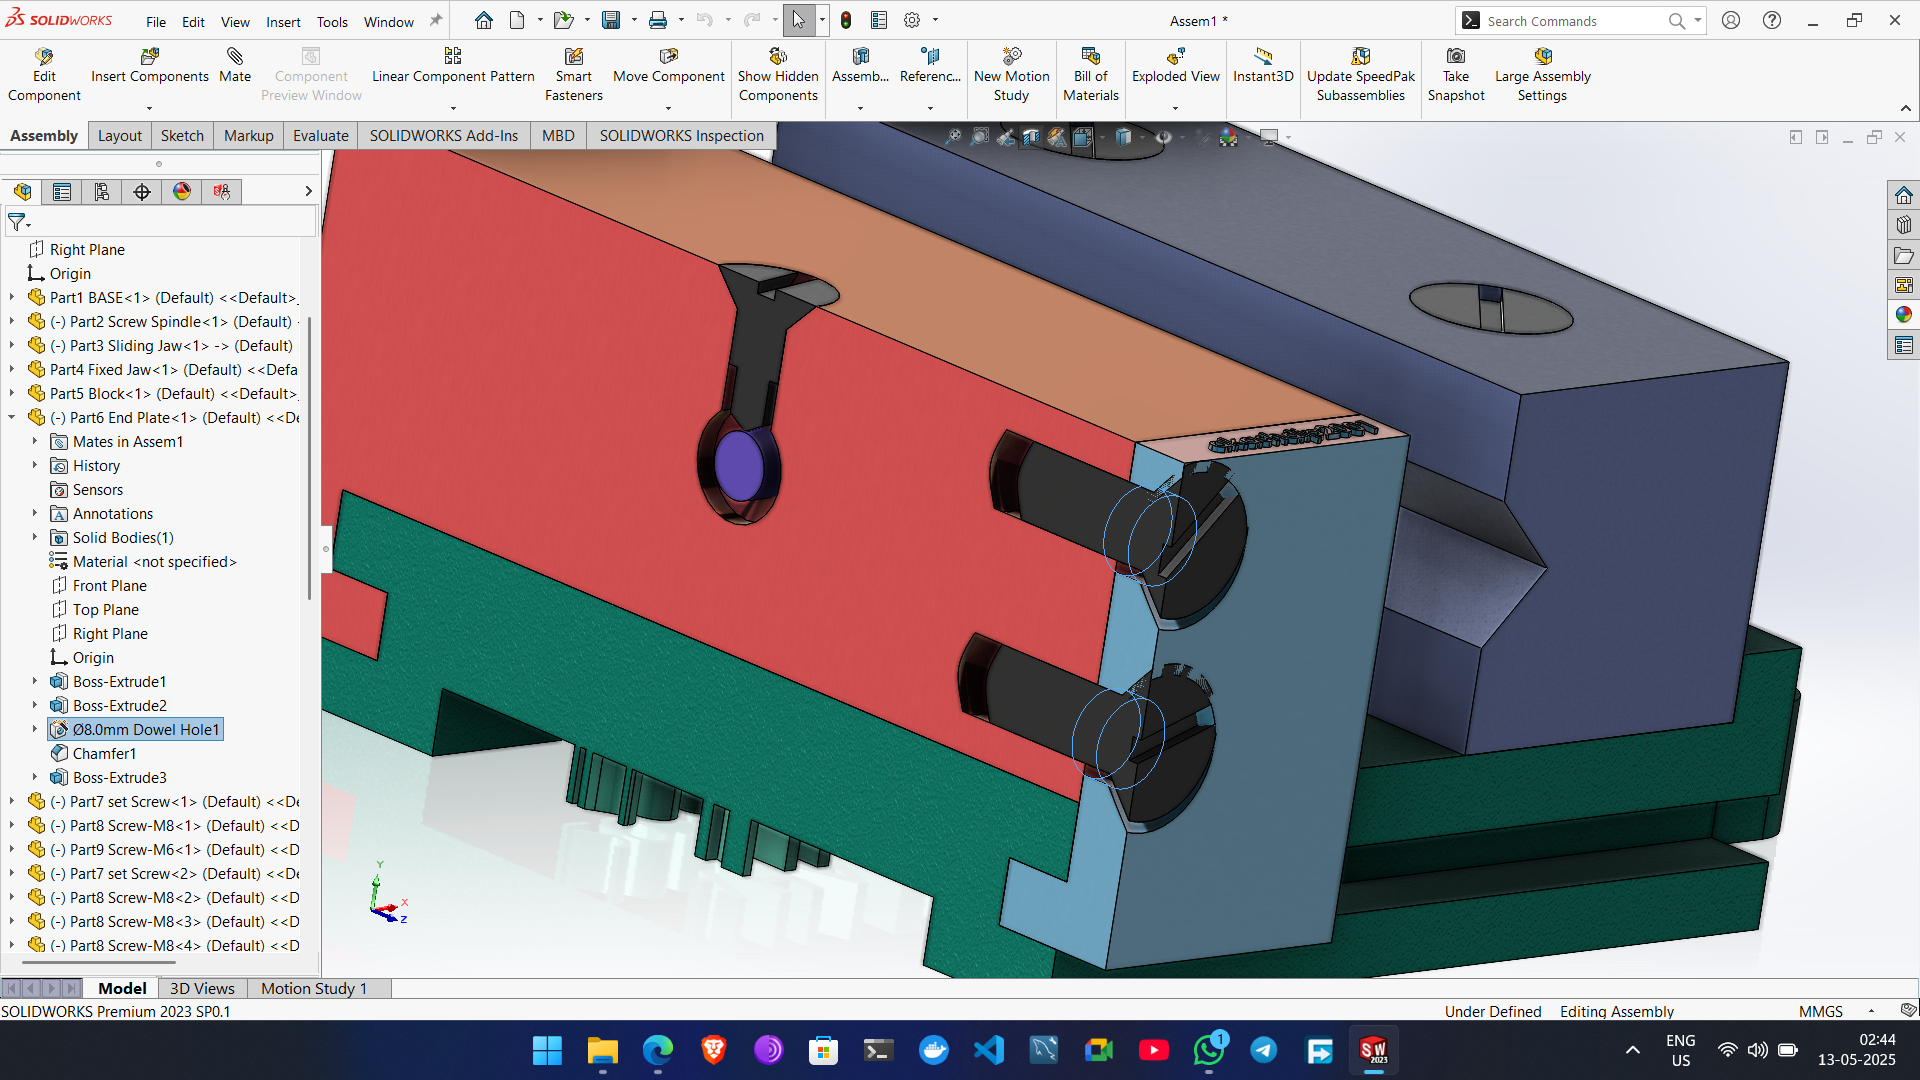 SOLIDWORKS File Edit View Insert Tools Window
Assem1 *
Search Commands
Edit Component
Insert Components
Mate
Component Preview Window
Linear Component Pattern
Smart Fasteners
Move Component
Show Hidden Components
Assemb...
Referenc...
New Motion Study
Bill of Materials
Exploded View
Instant3D
Update SpeedPak Subassemblies
Take Snapshot
Large Assembly Settings
Assembly Layout Sketch Markup Evaluate SOLIDWORKS Add-Ins MBD SOLIDWORKS Inspection
Right Plane
Origin
Part1 BASE<1> (Default) <<Default>_
(-) Part2 Screw Spindle<1> (Default)
(-) Part3 Sliding Jaw<1> -> (Default)
Part4 Fixed Jaw<1> (Default) <<Defa
Part5 Block<1> (Default) <<Default>_
(-) Part6 End Plate<1> (Default) <<De
Mates in Assem1
History
Sensors
Annotations
Solid Bodies(1)
Material <not specified>
Front Plane
Top Plane
Right Plane
Origin
Boss-Extrude1
Boss-Extrude2
Ø8.0mm Dowel Hole1
Chamfer1
Boss-Extrude3
(-) Part7 set Screw<1> (Default) <<De
(-) Part8 Screw-M8<1> (Default) <<D
(-) Part9 Screw-M6<1> (Default) <<D
(-) Part7 set Screw<2> (Default) <<De
(-) Part8 Screw-M8<2> (Default) <<D
(-) Part8 Screw-M8<3> (Default) <<D
(-) Part8 Screw-M8<4> (Default) <<D
Y
X
Z
Model 3D Views Motion Study 1
SOLIDWORKS Premium 2023 SP0.1
Under Defined Editing Assembly MMGS
1
SW 2023
ENG US
02:44
13-05-2025